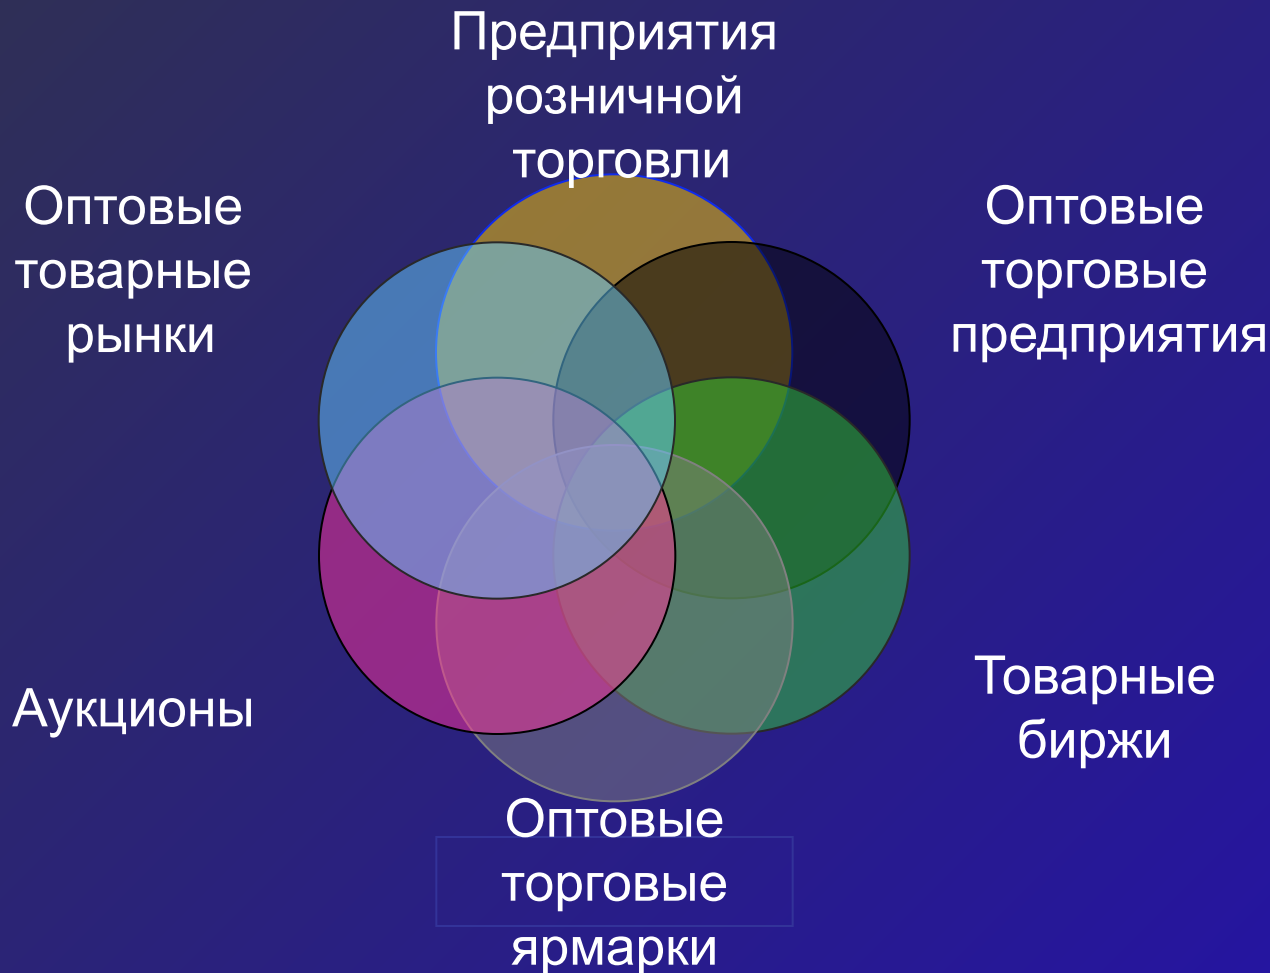 Предприятия
розничной
торговли
Оптовые
торговые
предприятия
Товарные
биржи
Оптовые
торговые
ярмарки
Аукционы
Оптовые
товарные
рынки